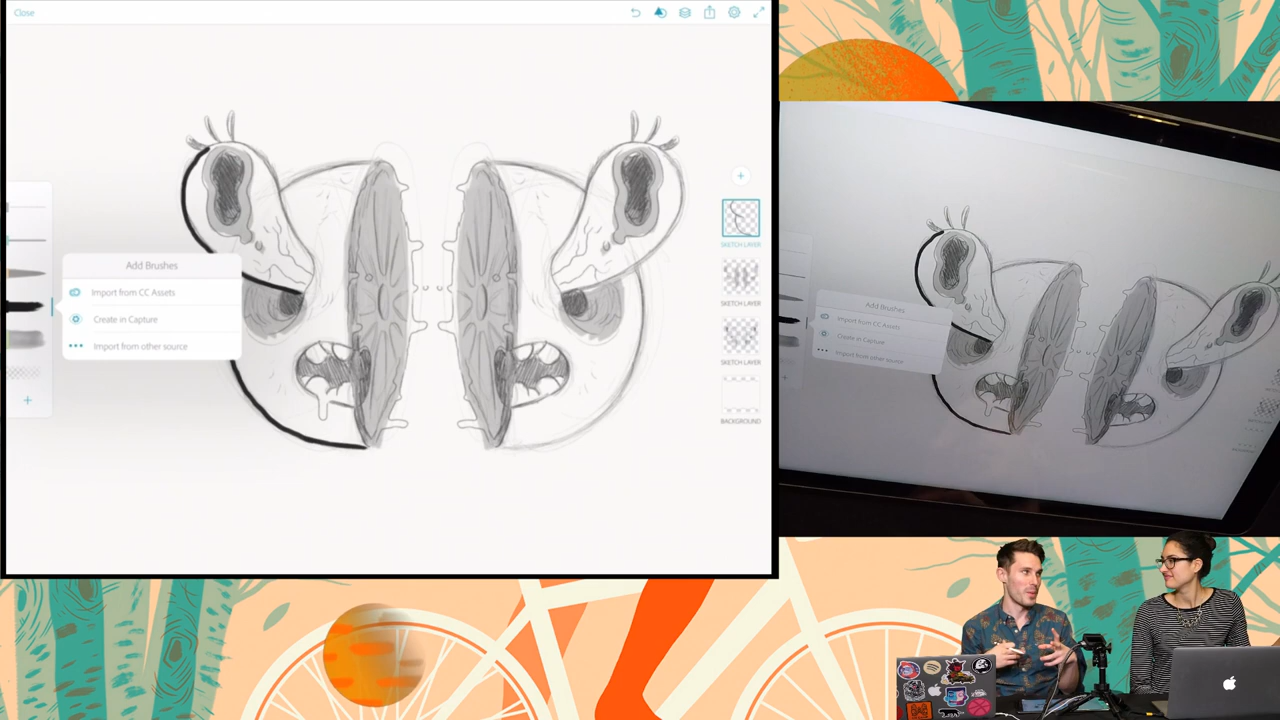 Close
Add Brushes
Import from CC Assets
Create in Capture
Import from other source
SKETCH LAYER
SKETCH LAYER
SKETCH LAYER
BACKGROUND
Add Brushes
Import from CC Assets
Create in Capture
Import from other source